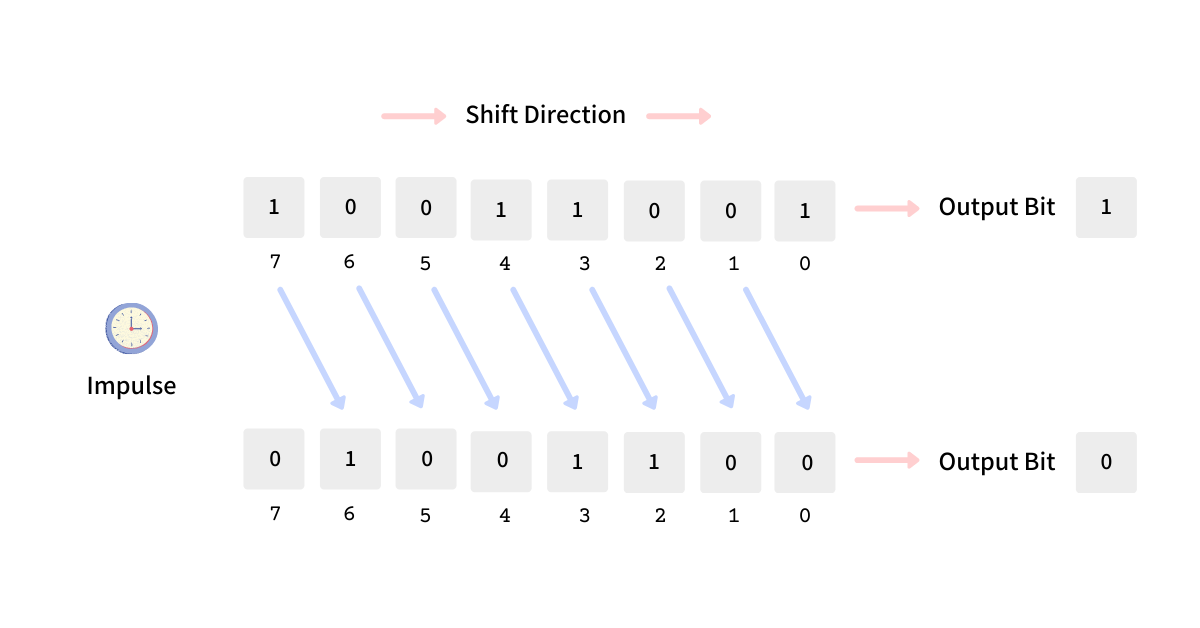 Shift Direction
1 0 0 1 1 0 0 1 Output Bit 1
7 6 5 4 3 2 1 0
Impulse
0 1 0 0 1 1 0 0 Output Bit 0
7 6 5 4 3 2 1 0